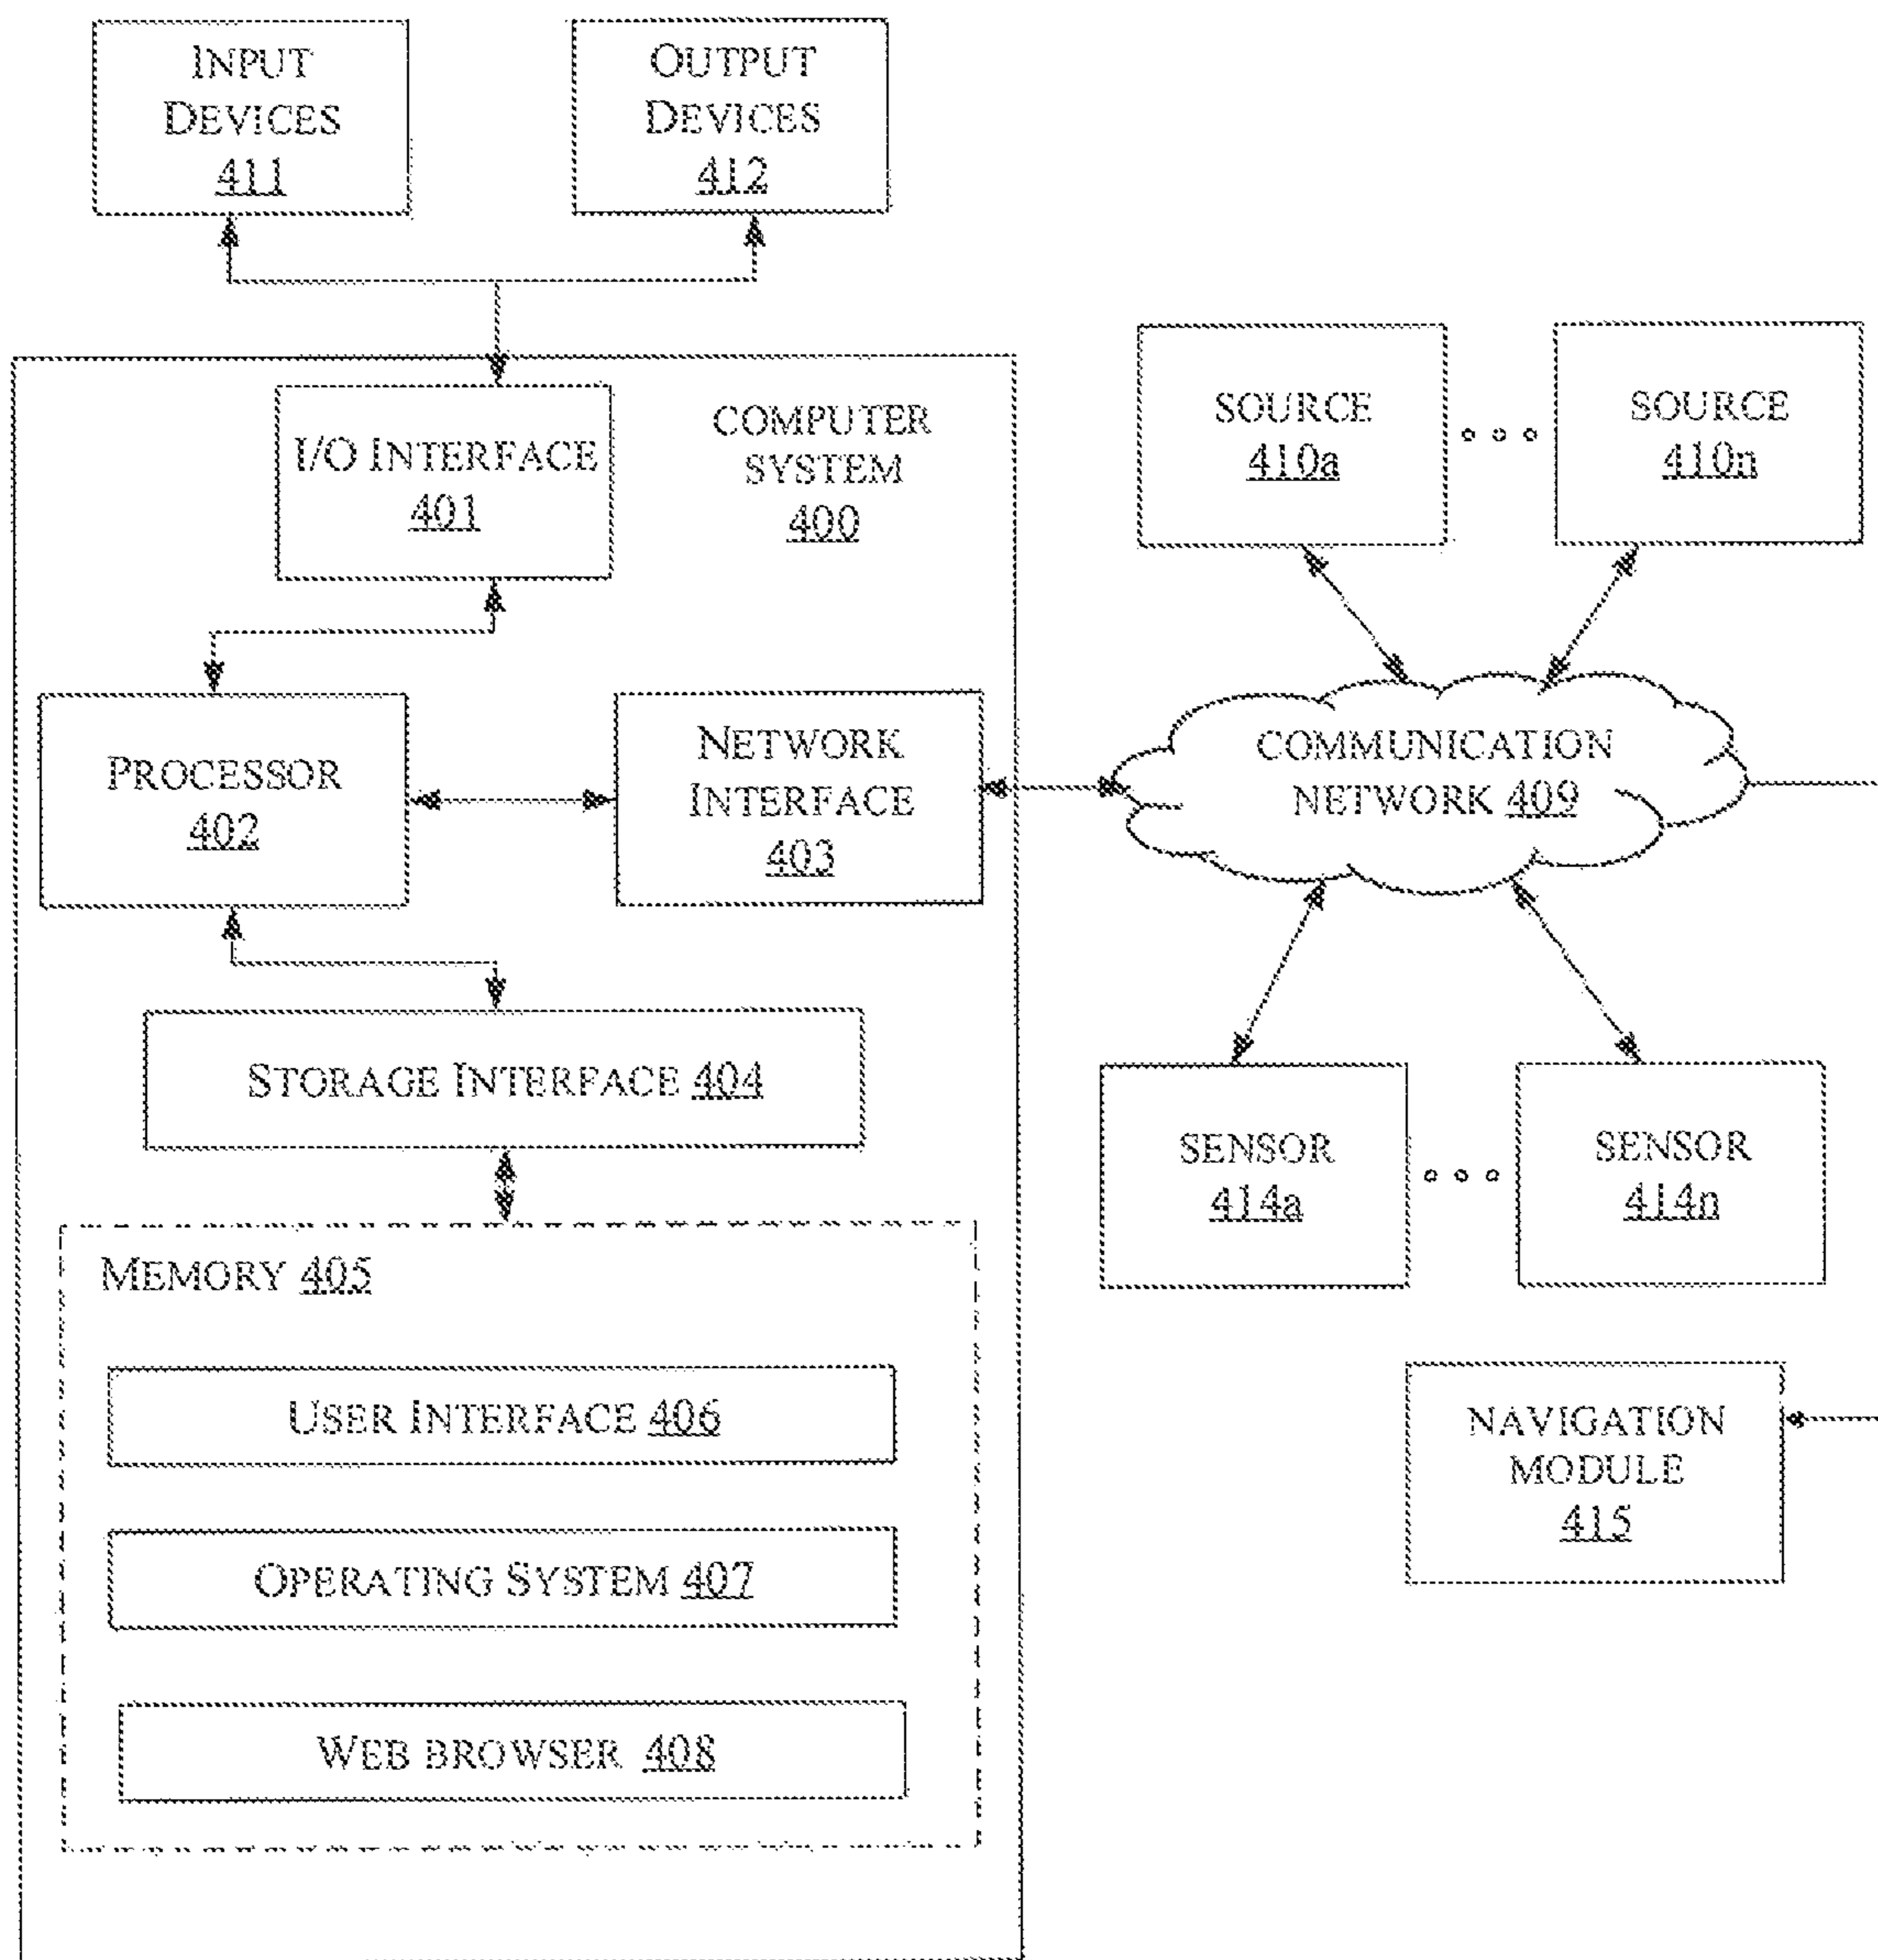 INPUT
DEVICES
411
OUTPUT
DEVICES
412
I/O INTERFACE
401
COMPUTER
SYSTEM
400
SOURCE
410a
SOURCE
410n
PROCESSOR
402
NETWORK
INTERFACE
403
COMMUNICATION
NETWORK 409
STORAGE INTERFACE 404
SENSOR
414a
SENSOR
414n
MEMORY 405
USER INTERFACE 406
OPERATING SYSTEM 407
WEB BROWSER 408
NAVIGATION
MODULE
415